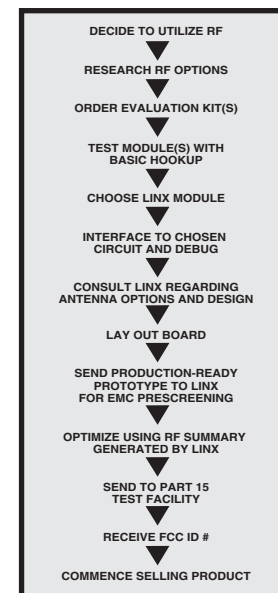 DECIDE TO UTILIZE RF
RESEARCH RF OPTIONS
ORDER EVALUATION KIT(S)
TEST MODULE(S) WITH
BASIC HOOKUP
CHOOSE LINX MODULE
INTERFACE TO CHOSEN
CIRCUIT AND DEBUG
CONSULT LINX REGARDING
ANTENNA OPTIONS AND DESIGN
LAY OUT BOARD
SEND PRODUCTION-READY
PROTOTYPE TO LINX
FOR EMC PRESCREENING
OPTIMIZE USING RF SUMMARY
GENERATED BY LINX
SEND TO PART 15
TEST FACILITY
RECEIVE FCC ID #
COMMENCE SELLING PRODUCT